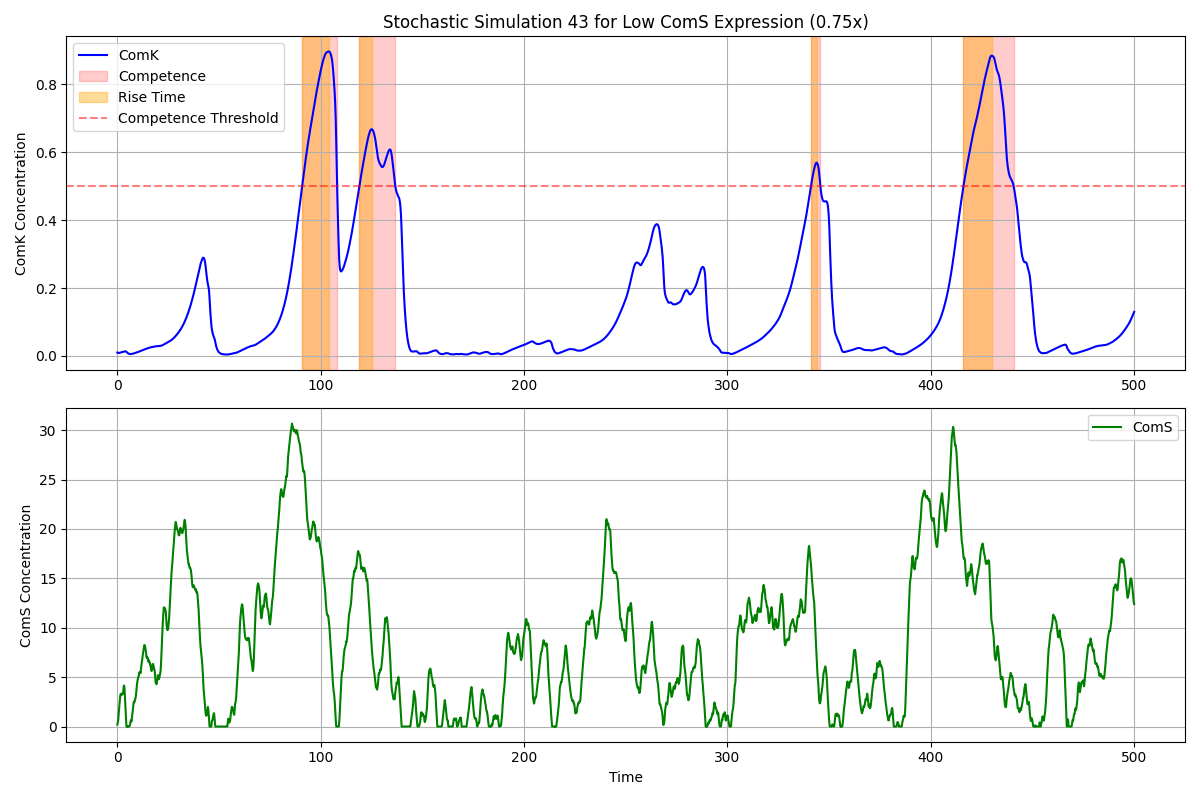 Stochastic Simulation 43 for Low ComS Expression (0.75x)
ComK
Competence
Rise Time
Competence Threshold
ComK Concentration
0.8
0.6
0.4
0.2
0.0
0 100 200 300 400 500
ComS
ComS Concentration
30
25
20
15
10
5
0
0 100 200 300 400 500
Time